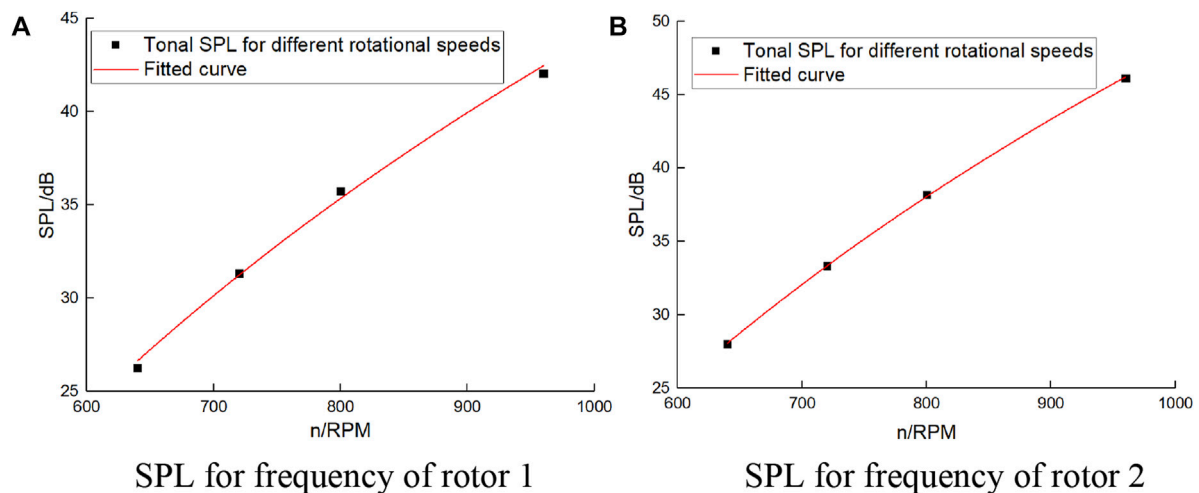 A
45
40
35
30
25
SPL/dB
Tonal SPL for different rotational speeds
Fitted curve
600 700 800 900 1000
n/RPM
SPL for frequency of rotor 1
B
50
45
40
35
30
25
SPL/dB
Tonal SPL for different rotational speeds
Fitted curve
600 700 800 900 1000
n/RPM
SPL for frequency of rotor 2